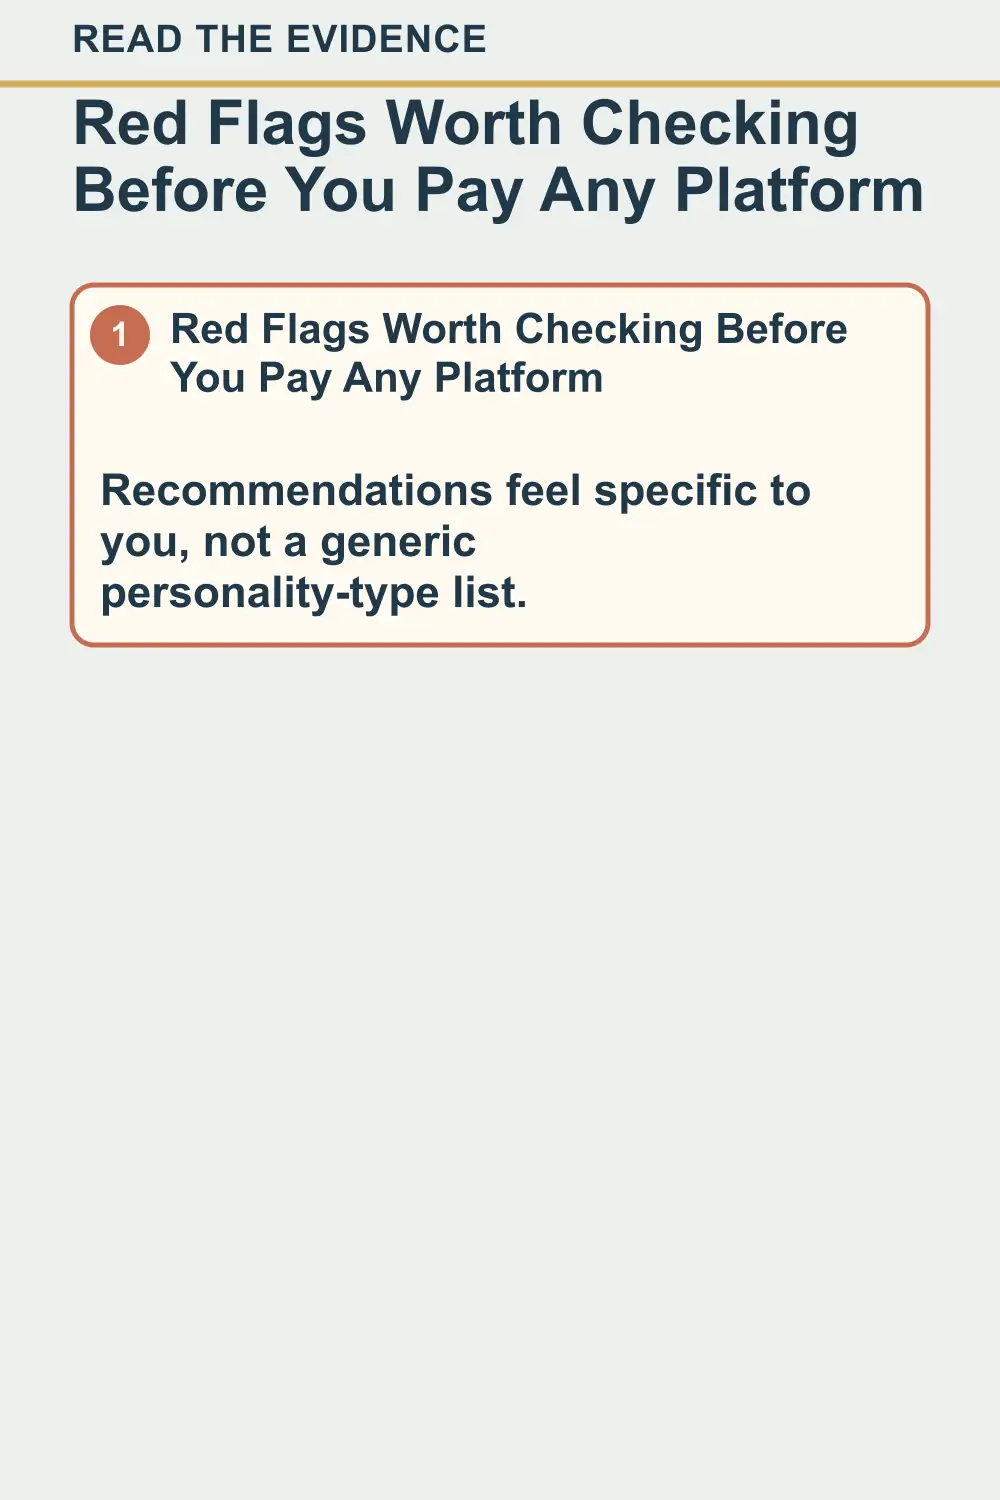 READ THE EVIDENCE
Red Flags Worth Checking
Before You Pay Any Platform
1
Red Flags Worth Checking Before
You Pay Any Platform
Recommendations feel specific to
you, not a generic
personality-type list.